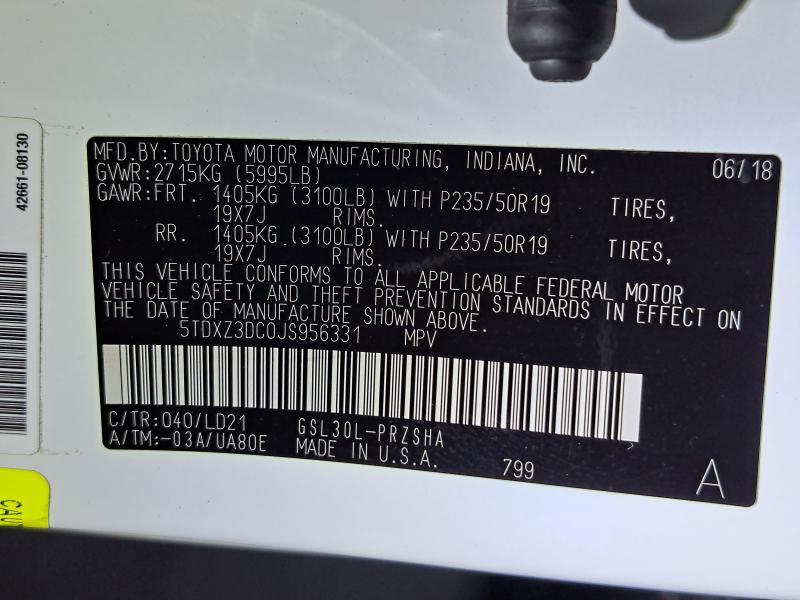 42661-08130
MFD.BY:TOYOTA MOTOR MANUFACTURING, INDIANA, INC. 06/18
GVWR:2715KG (5995LB)
GAWR:FRT. 1405KG (3100LB) WITH P235/50R19 TIRES,
19X7J RIMS.
RR. 1405KG (3100LB) WITH P235/50R19 TIRES,
19X7J RIMS.
THIS VEHICLE CONFORMS TO ALL APPLICABLE FEDERAL MOTOR
VEHICLE SAFETY AND THEFT PREVENTION STANDARDS IN EFFECT ON
THE DATE OF MANUFACTURE SHOWN ABOVE.
5TDXZ3DC0JS956331 MPV
C/TR:040/LD21 GSL30L-PRZSHA
A/TM:-03A/UA80E MADE IN U.S.A. 799 A
CAU